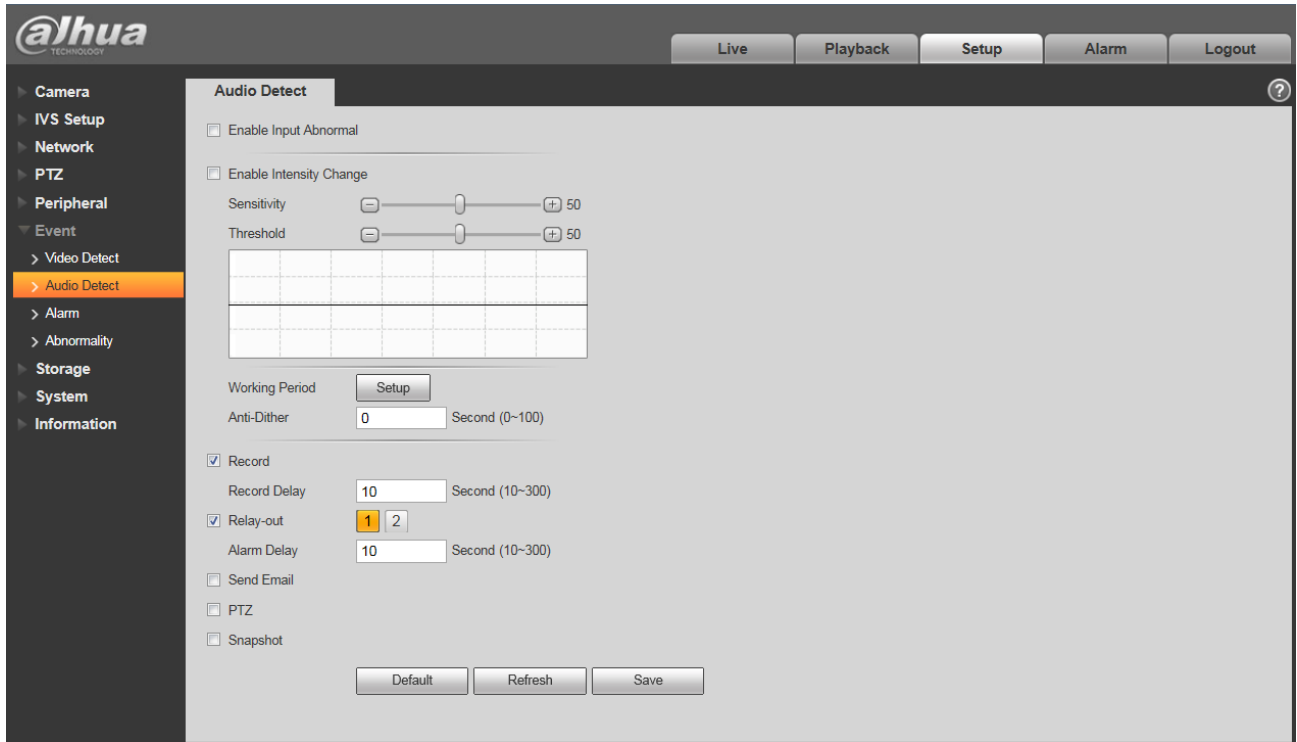 alhua
TECHNOLOGY
Live Playback Setup Alarm Logout
Camera
IVS Setup
Network
PTZ
Peripheral
Event
Video Detect
Audio Detect
Alarm
Abnormality
Storage
System
Information
Audio Detect
?
Enable Input Abnormal
Enable Intensity Change
Sensitivity 50
Threshold 50
Working Period Setup
Anti-Dither 0 Second (0~100)
Record
Record Delay 10 Second (10~300)
Relay-out 1 2
Alarm Delay 10 Second (10~300)
Send Email
PTZ
Snapshot
Default Refresh Save